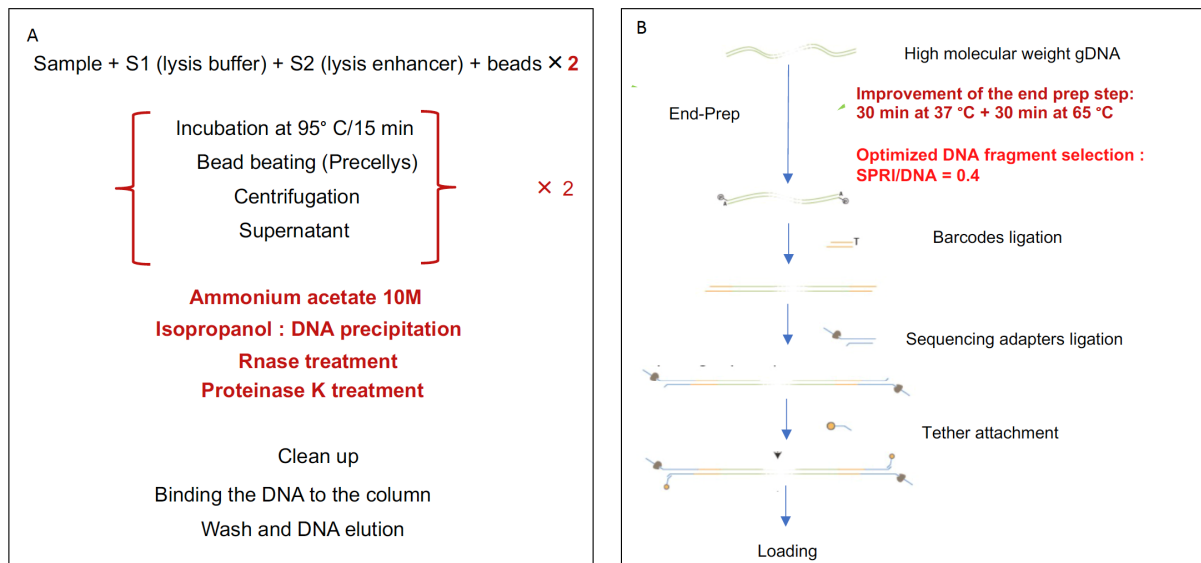 A
Sample + S1 (lysis buffer) + S2 (lysis enhancer) + beads × 2
Incubation at 95° C/15 min
Bead beating (Precellys)
Centrifugation
Supernatant
× 2
Ammonium acetate 10M
Isopropanol : DNA precipitation
Rnase treatment
Proteinase K treatment
Clean up
Binding the DNA to the column
Wash and DNA elution
B
High molecular weight gDNA
End-Prep
Improvement of the end prep step:
30 min at 37 °C + 30 min at 65 °C
Optimized DNA fragment selection :
SPRI/DNA = 0.4
P
A
A
P
T
Barcodes ligation
Sequencing adapters ligation
Tether attachment
Loading